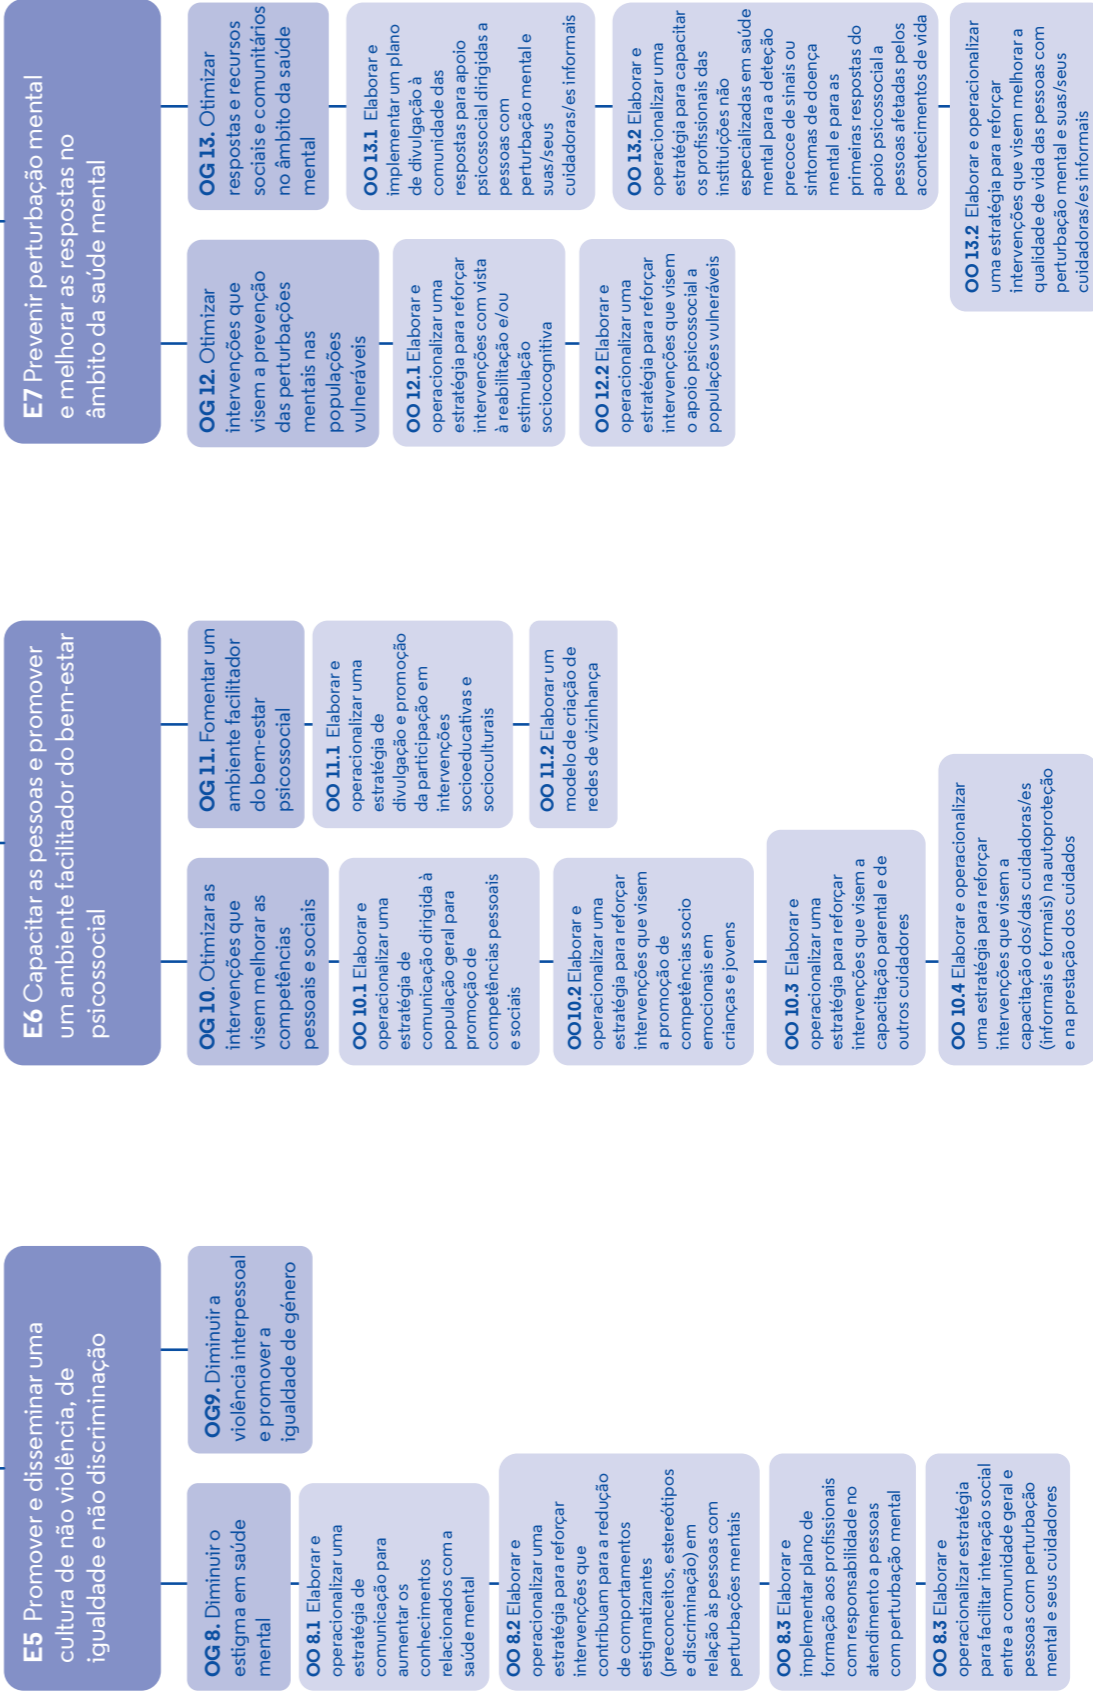 E5 Promover e disseminar uma
cultura de não violência, de
igualdade e não discriminação
OG 8. Diminuir o
estigma em saúde
mental
OO 8.1 Elaborar e
operacionalizar uma
estratégia de
comunicação para
aumentar os
conhecimentos
relacionados com a
saúde mental
OO 8.2 Elaborar e
operacionalizar uma
estratégia para reforçar
intervenções que
contribuam para a redução
de comportamentos
estigmatizantes
(preconceitos, estereótipos
e discriminação) em
relação às pessoas com
perturbações mentais
OO 8.3 Elaborar e
implementar plano de
formação aos profissionais
com responsabilidade no
atendimento a pessoas
com perturbação mental
OO 8.3 Elaborar e
operacionalizar estratégia
para facilitar interação social
entre a comunidade geral e
pessoas com perturbação
mental e seus cuidadores
OG9. Diminuir a
violência interpessoal
e promover a
igualdade de género
E6 Capacitar as pessoas e promover
um ambiente facilitador do bem-estar
psicossocial
OG 10. Otimizar as
intervenções que
visem melhorar as
competências
pessoais e sociais
OO 10.1 Elaborar e
operacionalizar uma
estratégia de
comunicação dirigida à
população geral para
promoção de
competências pessoais
e sociais
OO10.2 Elaborar e
operacionalizar uma
estratégia para reforçar
intervenções que visem
a promoção de
competências socio
emocionais em
crianças e jovens
OO 10.3 Elaborar e
operacionalizar uma
estratégia para reforçar
intervenções que visem a
capacitação parental e de
outros cuidadores
OO 10.4 Elaborar e operacionalizar
uma estratégia para reforçar
intervenções que visem a
capacitação dos/das cuidadoras/es
(informais e formais) na autoproteção
e na prestação dos cuidados
OG 11. Fomentar um
ambiente facilitador
do bem-estar
psicossocial
OO 11.1 Elaborar e
operacionalizar uma
estratégia de
divulgação e promoção
da participação em
intervenções
socioeducativas e
socioculturais
OO 11.2 Elaborar um
modelo de criação de
redes de vizinhança
E7 Prevenir perturbação mental
e melhorar as respostas no
âmbito da saúde mental
OG 12. Otimizar
intervenções que
visem a prevenção
das perturbações
mentais nas
populações
vulneráveis
OO 12.1 Elaborar e
operacionalizar uma
estratégia para reforçar
intervenções com vista
à reabilitação e/ou
estimulação
sociocognitiva
OO 12.2 Elaborar e
operacionalizar uma
estratégia para reforçar
intervenções que visem
o apoio psicossocial a
populações vulneráveis
OG 13. Otimizar
respostas e recursos
sociais e comunitários
no âmbito da saúde
mental
OO 13.1 Elaborar e
implementar um plano
de divulgação à
comunidade das
respostas para apoio
psicossocial dirigidas a
pessoas com
perturbação mental e
suas/seus
cuidadoras/es informais
OO 13.2 Elaborar e
operacionalizar uma
estratégia para capacitar
os profissionais das
instituições não
especializadas em saúde
mental para a deteção
precoce de sinais ou
sintomas de doença
mental e para as
primeiras respostas do
apoio psicossocial a
pessoas afetadas pelos
acontecimentos de vida
OO 13.2 Elaborar e operacionalizar
uma estratégia para reforçar
intervenções que visem melhorar a
qualidade de vida das pessoas com
perturbação mental e suas/seus
cuidadoras/es informais